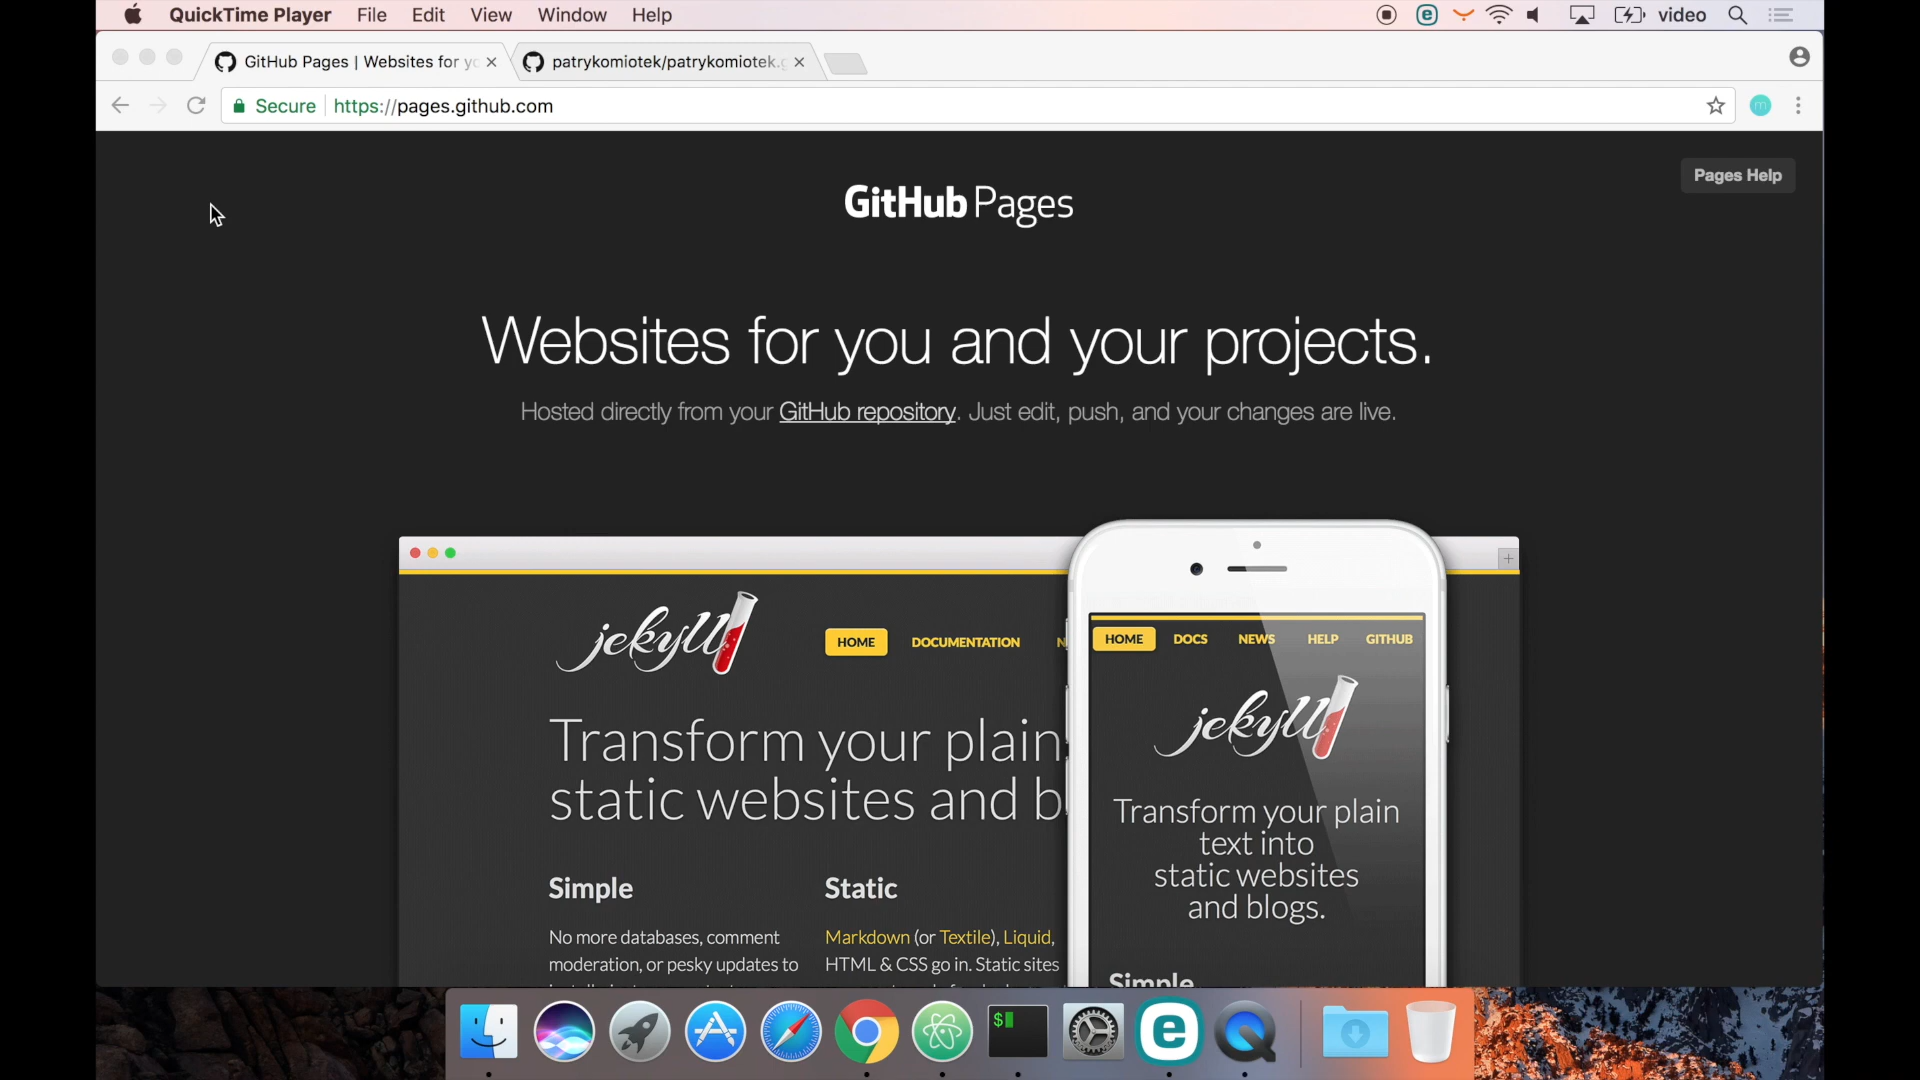 QuickTime Player File Edit View Window Help video
GitHub Pages | Websites for yo
patrykomiotek/patrykomiotek.g
Secure https://pages.github.com
Pages Help
GitHub Pages
Websites for you and your projects.
Hosted directly from your GitHub repository. Just edit, push, and your changes are live.
jekyll
HOME DOCUMENTATION N
Transform your plain
static websites and b
Simple
No more databases, comment
moderation, or pesky updates to
Static
Markdown (or Textile), Liquid,
HTML & CSS go in. Static sites
HOME DOCS NEWS HELP GITHUB
jekyll
Transform your plain
text into
static websites
and blogs.
Simple
$
e